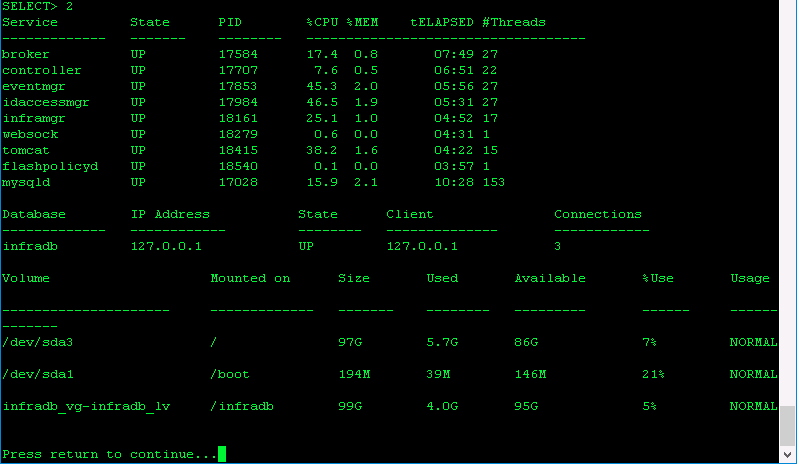 SELECT> 2
Service State PID %CPU %MEM tELAPSED #Threads
------------- ------- -------- -----------------------------------
broker UP 17584 17.4 0.8 07:49 27
controller UP 17707 7.6 0.5 06:51 22
eventmgr UP 17853 45.3 2.0 05:56 27
idaccessmgr UP 17984 46.5 1.9 05:31 27
inframgr UP 18161 25.1 1.0 04:52 17
websock UP 18279 0.6 0.0 04:31 1
tomcat UP 18415 38.2 1.6 04:22 15
flashpolicyd UP 18540 0.1 0.0 03:57 1
mysqld UP 17028 15.9 2.1 10:28 153
Database IP Address State Client Connections
------------- ------------ -------- -------------- ------------
infradb 127.0.0.1 UP 127.0.0.1 3
Volume Mounted on Size Used Available %Use Usage
--------------------- ------------- ------- -------- --------- ------ ------
-------
/dev/sda3 / 97G 5.7G 86G 7% NORMAL
/dev/sda1 /boot 194M 39M 146M 21% NORMAL
infradb_vg-infradb_lv /infradb 99G 4.0G 95G 5% NORMAL
Press return to continue...